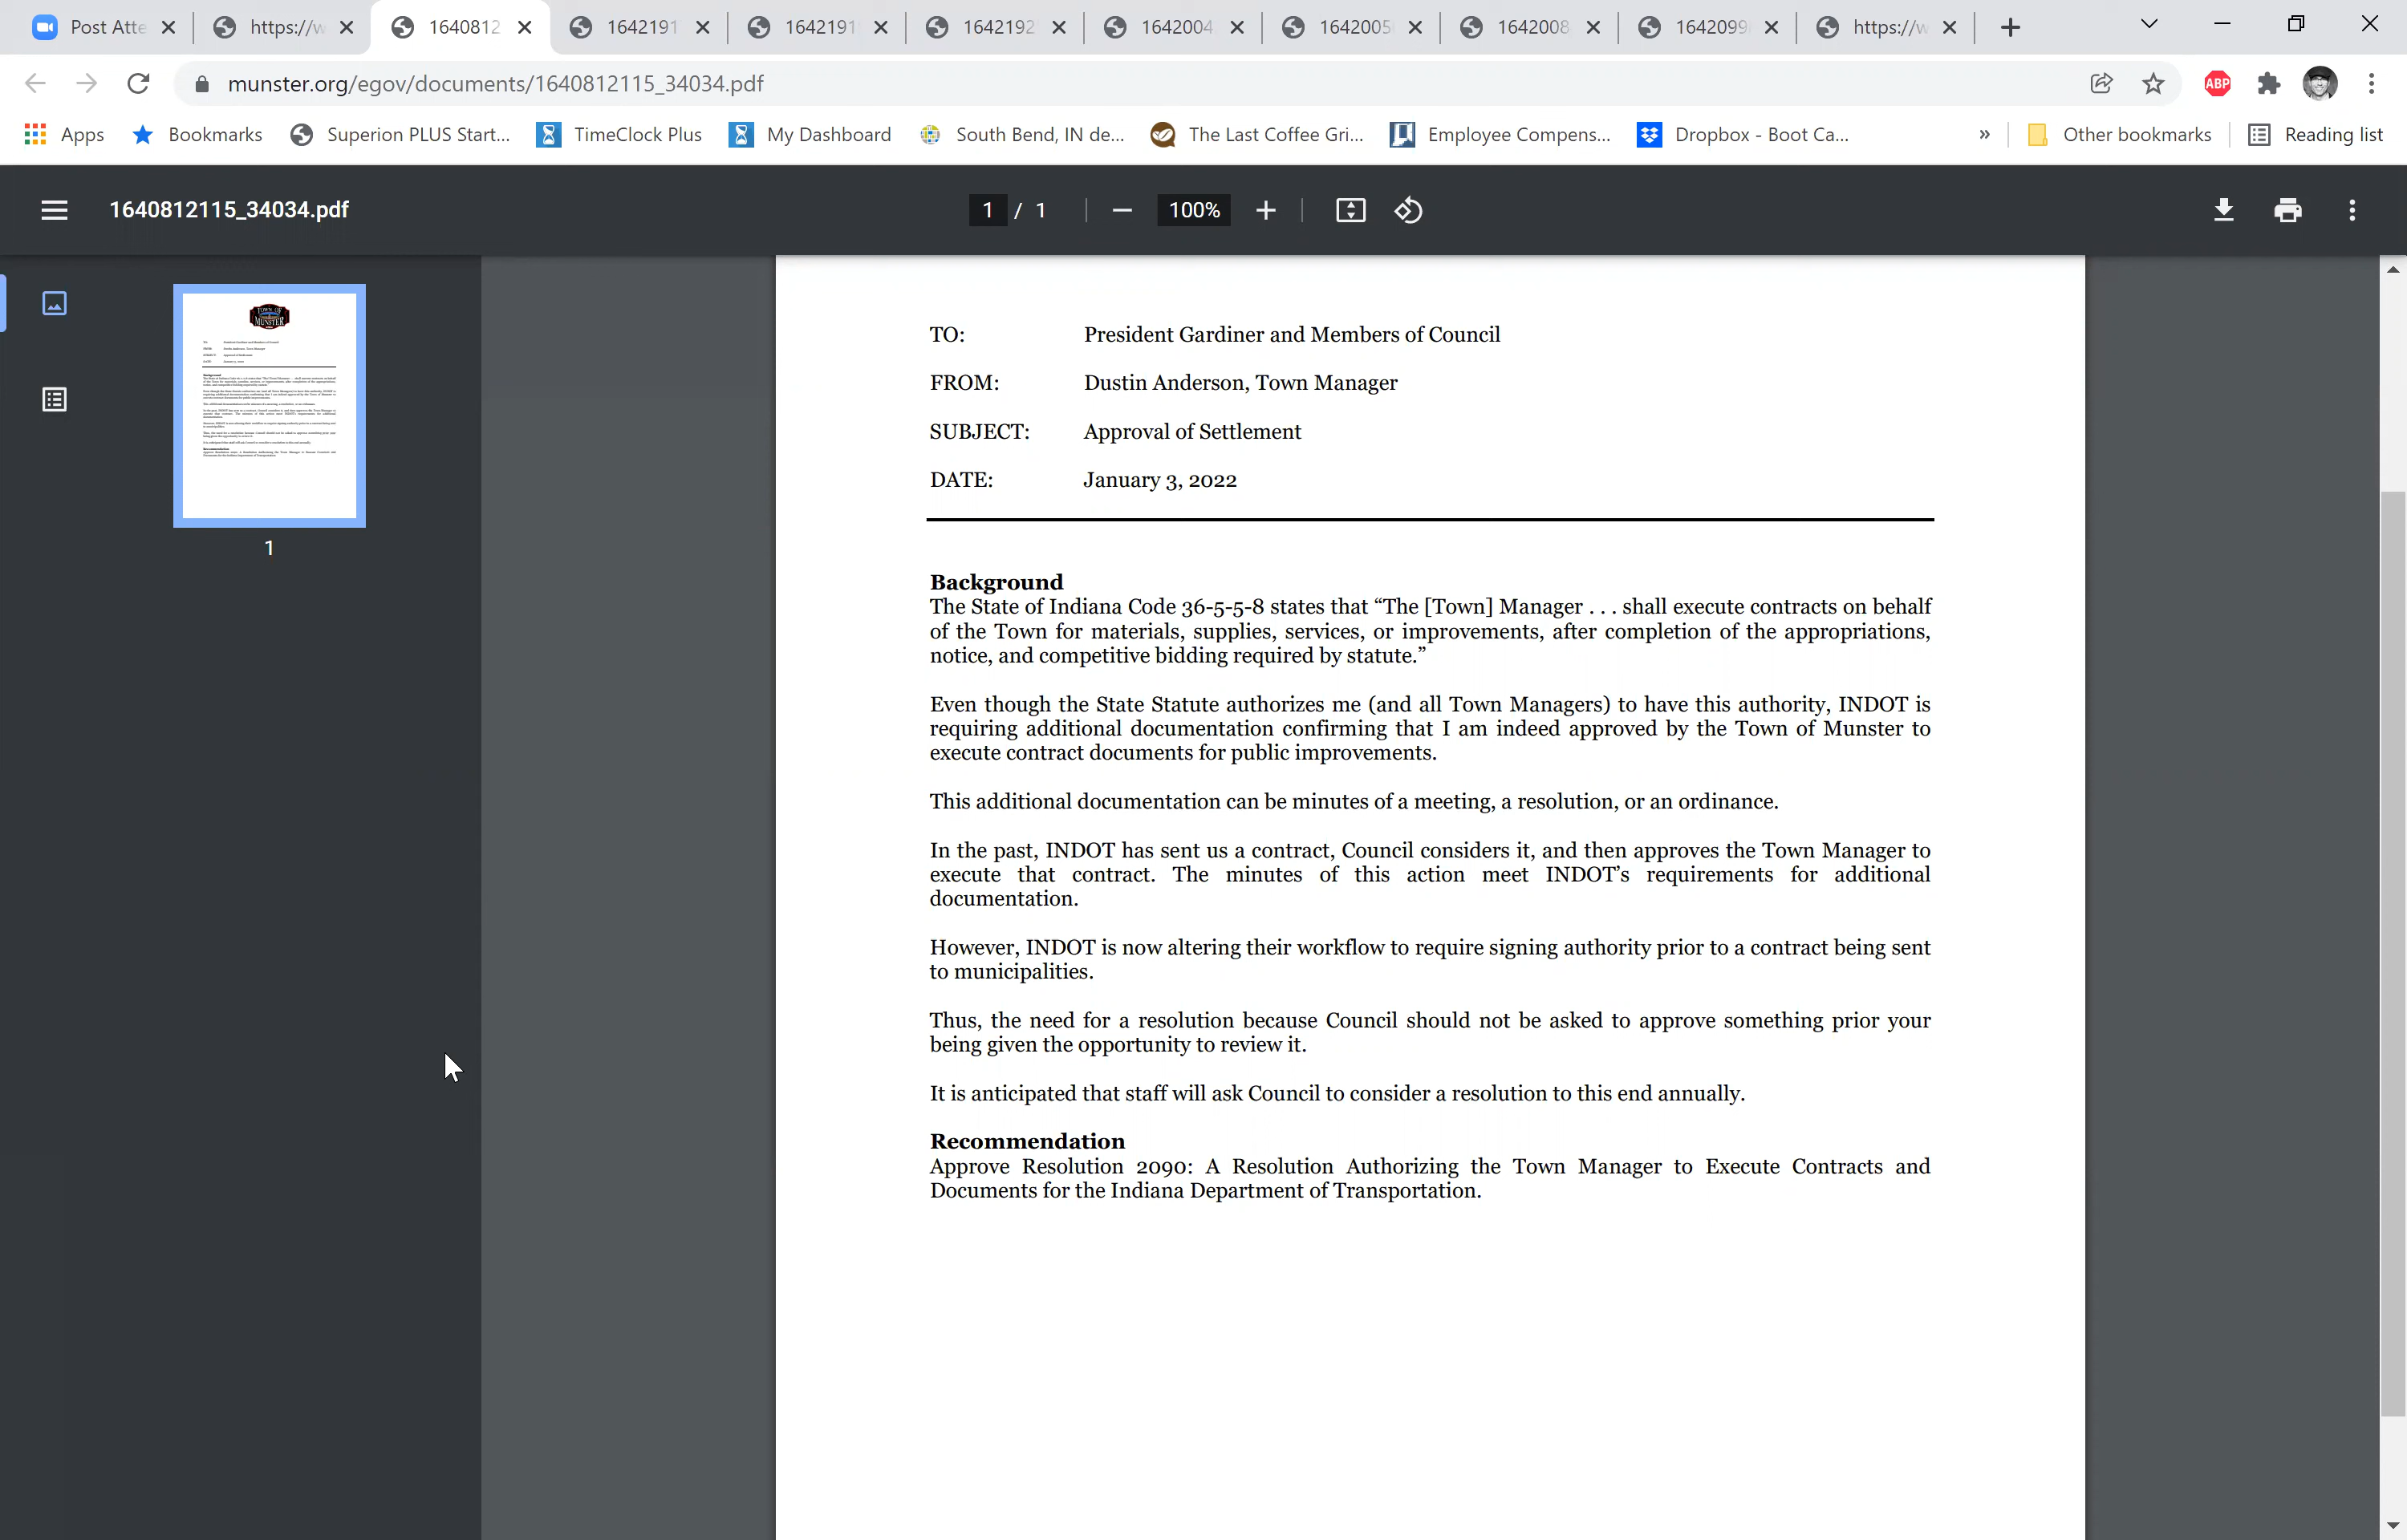 Post Atte
https://w
1640812
1642191
164219
1642192
1642004
1642005
1642008
1642099
https://w
munster.org/egov/documents/1640812115_34034.pdf
ABP
Apps
Bookmarks
Superion PLUS Start...
TimeClock Plus
My Dashboard
South Bend, IN de...
The Last Coffee Gri...
Employee Compens...
Dropbox - Boot Ca...
»
Other bookmarks
Reading list
1640812115_34034.pdf
1 / 1
100%
TOWN OF
MUNSTER
1
TO: President Gardiner and Members of Council
FROM: Dustin Anderson, Town Manager
SUBJECT: Approval of Settlement
DATE: January 3, 2022
Background
The State of Indiana Code 36-5-5-8 states that “The [Town] Manager . . . shall execute contracts on behalf
of the Town for materials, supplies, services, or improvements, after completion of the appropriations,
notice, and competitive bidding required by statute.”
Even though the State Statute authorizes me (and all Town Managers) to have this authority, INDOT is
requiring additional documentation confirming that I am indeed approved by the Town of Munster to
execute contract documents for public improvements.
This additional documentation can be minutes of a meeting, a resolution, or an ordinance.
In the past, INDOT has sent us a contract, Council considers it, and then approves the Town Manager to
execute that contract. The minutes of this action meet INDOT’s requirements for additional
documentation.
However, INDOT is now altering their workflow to require signing authority prior to a contract being sent
to municipalities.
Thus, the need for a resolution because Council should not be asked to approve something prior your
being given the opportunity to review it.
It is anticipated that staff will ask Council to consider a resolution to this end annually.
Recommendation
Approve Resolution 2090: A Resolution Authorizing the Town Manager to Execute Contracts and
Documents for the Indiana Department of Transportation.